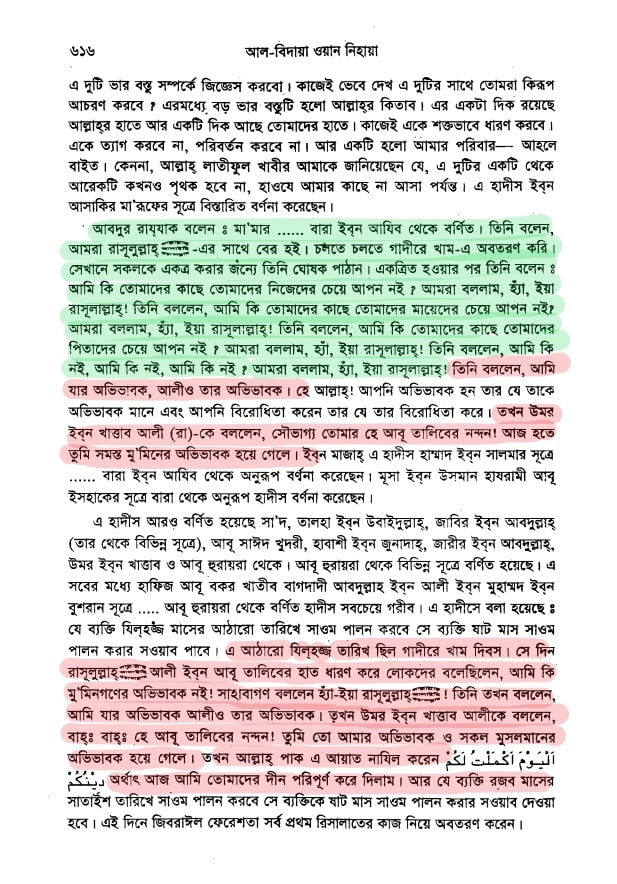 ৬১৬
আল-বিদায়া ওয়ান নিহায়া
এ দুটি ভার বস্তু সম্পর্কে জিজ্ঞেস করবো। কাজেই ভেবে দেখ এ দুটির সাথে তোমরা কিরূপ
আচরণ করবে ? এরমধ্যে বড় ভার বস্তুটি হলো আল্লাহ্‌র কিতাব। এর একটা দিক রয়েছে
আল্লাহ্‌র হাতে আর একটি দিক আছে তোমাদের হাতে। কাজেই একে শক্তভাবে ধারণ করবে।
একে ত্যাগ করবে না, পরিবর্তন করবে না। আর একটি হলো আমার পরিবার— আহলে
বাইত। কেননা, আল্লাহ্ লাতীফুল খাবীর আমাকে জানিয়েছেন যে, এ দুটির একটি থেকে
আরেকটি কখনও পৃথক হবে না, হাওযে আমার কাছে না আসা পর্যন্ত। এ হাদীস ইব্‌ন
আসাকির মা'রূফের সূত্রে বিস্তারিত বর্ণনা করেছেন।
আবদুর রায্‌যাক বলেন ঃ মা'মার ...... বারা ইব্‌ন আযিব থেকে বর্ণিত। তিনি বলেন,
আমরা রাসূলুল্লাহ্ -এর সাথে বের হই। চলতে চলতে গাদীরে খাম-এ অবতরণ করি।
সেখানে সকলকে একত্র করার জন্যে তিনি ঘোষক পাঠান। একত্রিত হওয়ার পর তিনি বলেন ঃ
আমি কি তোমাদের কাছে তোমাদের নিজেদের চেয়ে আপন নই ? আমরা বললাম, হ্যাঁ, ইয়া
রাসূলাল্লাহ্! তিনি বললেন, আমি কি তোমাদের কাছে তোমাদের মায়েদের চেয়ে আপন নই?
আমরা বললাম, হ্যাঁ, ইয়া রাসূলাল্লাহ্! তিনি বললেন, আমি কি তোমাদের কাছে তোমাদের
পিতাদের চেয়ে আপন নই ? আমরা বললাম, হ্যাঁ, ইয়া রাসূলাল্লাহ্! তিনি বললেন, আমি কি
নই, আমি কি নই, আমি কি নই ? আমরা বললাম, হ্যাঁ, ইয়া রাসূলাল্লাহ্! তিনি বললেন, আমি
যার অভিভাবক, আলীও তার অভিভাবক। হে আল্লাহ্! আপনি অভিভাবক হন তার যে তাকে
অভিভাবক মানে এবং আপনি বিরোধিতা করেন তার যে তার বিরোধিতা করে। তখন উমর
ইব্‌ন খাত্তাব আলী (রা)-কে বললেন, সৌভাগ্য তোমার হে আবূ তালিবের নন্দন! আজ হতে
তুমি সমস্ত মু'মিনের অভিভাবক হয়ে গেলে। ইব্‌ন মাজাহ্ এ হাদীস হাম্মাদ ইব্‌ন সালমার সূত্রে
...... বারা ইব্‌ন আযিব থেকে অনুরূপ বর্ণনা করেছেন। মূসা ইব্‌ন উসমান হাযরামী আবূ
ইসহাকের সূত্রে বারা থেকে অনুরূপ হাদীস বর্ণনা করেছেন।
এ হাদীস আরও বর্ণিত হয়েছে সা'দ, তালহা ইব্‌ন উবাইদুল্লাহ্, জাবির ইব্‌ন আবদুল্লাহ্
(তার থেকে বিভিন্ন সূত্রে), আবূ সাঈদ খুদরী, হাবাশী ইব্‌ন জুনাদাহ্, জারীর ইব্‌ন আবদুল্লাহ্,
উমর ইব্‌ন খাত্তাব ও আবূ হুরায়রা থেকে। আবূ হুরায়রা থেকে বিভিন্ন সূত্রে বর্ণিত হয়েছে। এ
সবের মধ্যে হাফিজ আবূ বকর খাতীব বাগদাদী আবদুল্লাহ ইব্‌ন আলী ইব্‌ন মুহাম্মদ ইব্‌ন
বুশরান সূত্রে ..... আবূ হুরায়রা থেকে বর্ণিত হাদীস সবচেয়ে গরীব। এ হাদীসে বলা হয়েছে ঃ
যে ব্যক্তি যিল্‌হজ্জ মাসের আঠারো তারিখে সাওম পালন করবে সে ব্যক্তি ষাট মাস সাওম
পালন করার সওয়াব পাবে। এ আঠারো যিল্‌হজ্জ তারিখ ছিল গাদীরে খাম দিবস। সে দিন
রাসূলুল্লাহ্ আলী ইব্‌ন আবূ তালিবের হাত ধারণ করে লোকদের বলেছিলেন, আমি কি
মু'মিনগণের অভিভাবক নই! সাহাবাগণ বললেন হ্যাঁ-ইয়া রাসূলুল্লাহ্ ! তিনি তখন বললেন,
আমি যার অভিভাবক আলীও তার অভিভাবক। তখন উমর ইব্‌ন খাত্তাব আলীকে বললেন,
বাহ্‌ঃ বাহ্‌ঃ হে আবূ তালিবের নন্দন! তুমি তো আমার অভিভাবক ও সকল মুসলমানের
অভিভাবক হয়ে গেলে। তখন আল্লাহ্ পাক এ আয়াত নাযিল করেন اَلْيَوْمَ اَكْمَلْتُ لَكُمْ
دِيْنَكُمْ অর্থাৎ আজ আমি তোমাদের দীন পরিপূর্ণ করে দিলাম। আর যে ব্যক্তি রজব মাসের
সাতাইশ তারিখে সাওম পালন করবে সে ব্যক্তিকে ষাট মাস সাওম পালন করার সওয়াব দেওয়া
হবে। এই দিনে জিবরাঈল ফেরেশতা সর্ব প্রথম রিসালাতের কাজ নিয়ে অবতরণ করেন।